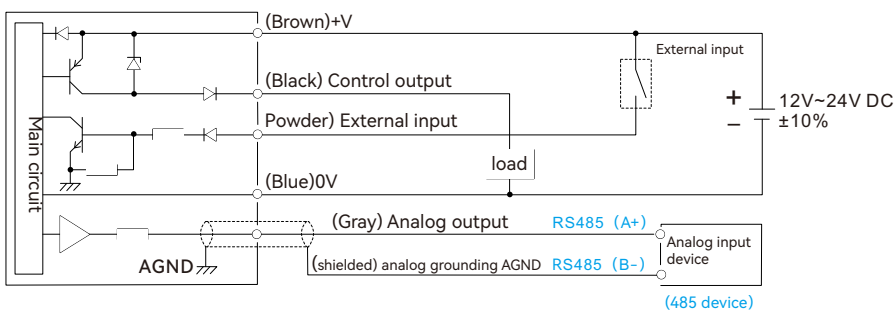 (Brown)+V
External input
(Black) Control output
+
12V~24V DC
−
±10%
Powder) External input
Main circuit
load
(Blue)0V
(Gray) Analog output RS485（A+）
Analog input
device
AGND
(shielded) analog grounding AGND RS485（B-）
(485 device)